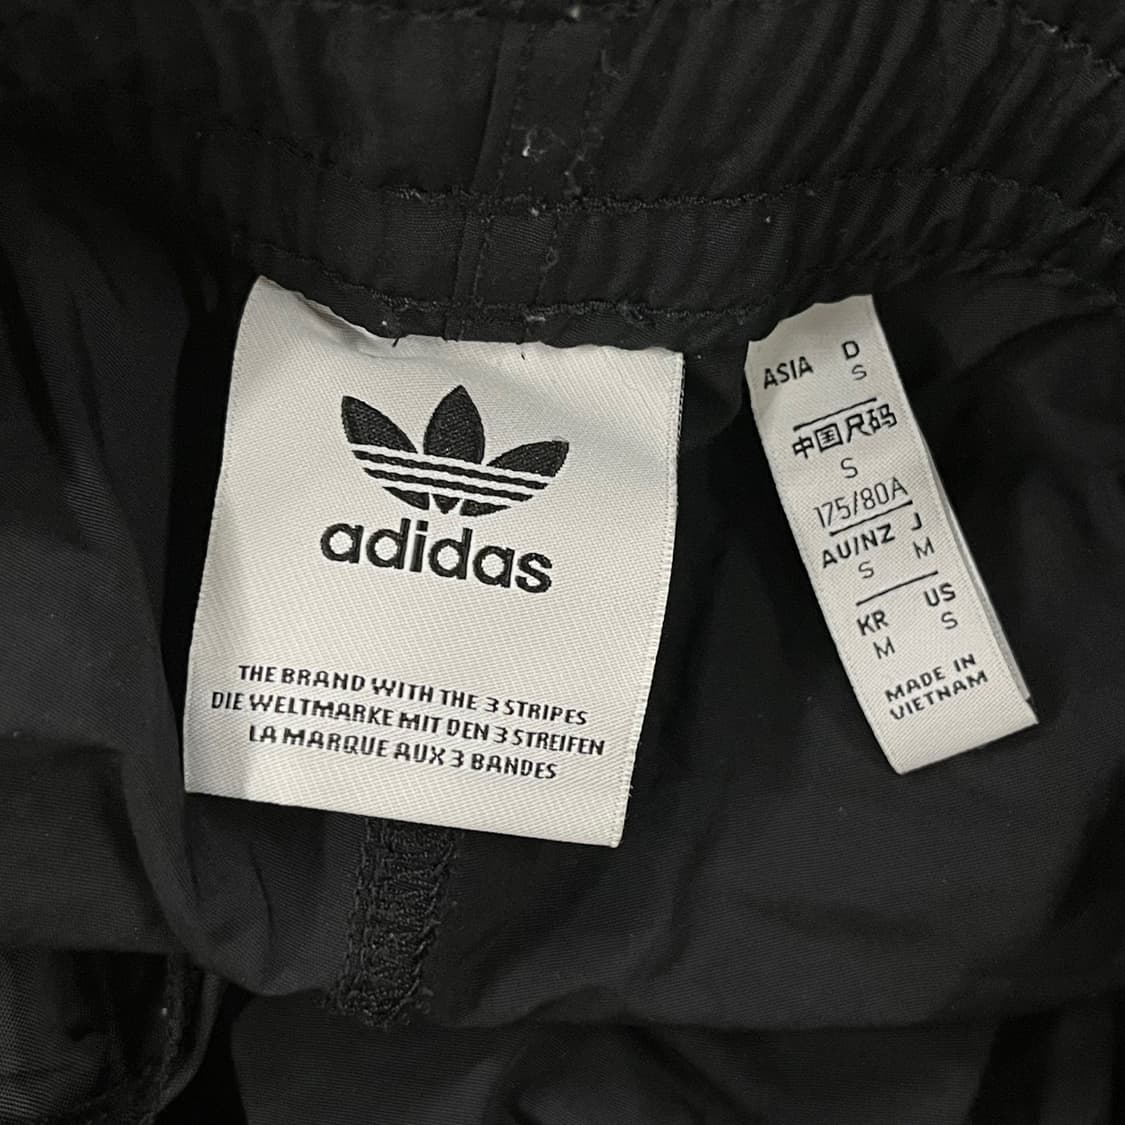 adidas
THE BRAND WITH THE 3 STRIPES
DIE WELTMARKE MIT DEN 3 STREIFEN
LA MARQUE AUX 3 BANDES
ASIA D
S
中国尺码
S
175/80A
AU/NZ J
S M
KR US
M S
MADE IN
VIETNAM